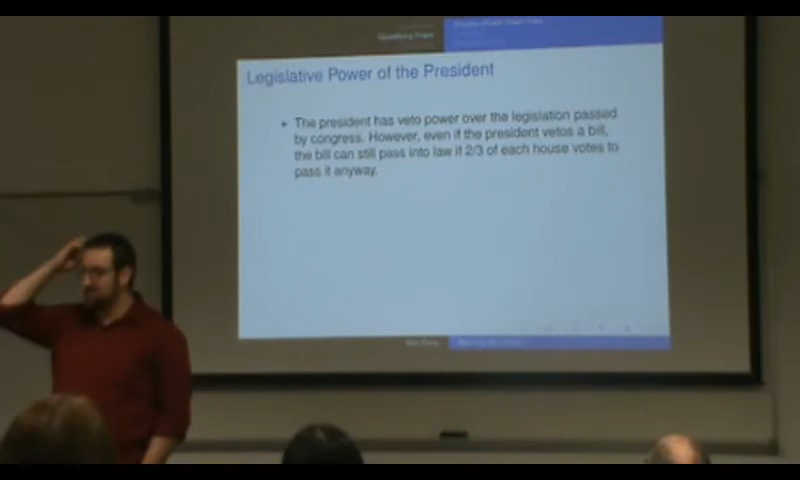 Quantifying Power
Legislative Power of the President
The president has veto power over the legislation passed
by congress. However, even if the president vetos a bill,
the bill can still pass into law if 2/3 of each house votes to
pass it anyway.